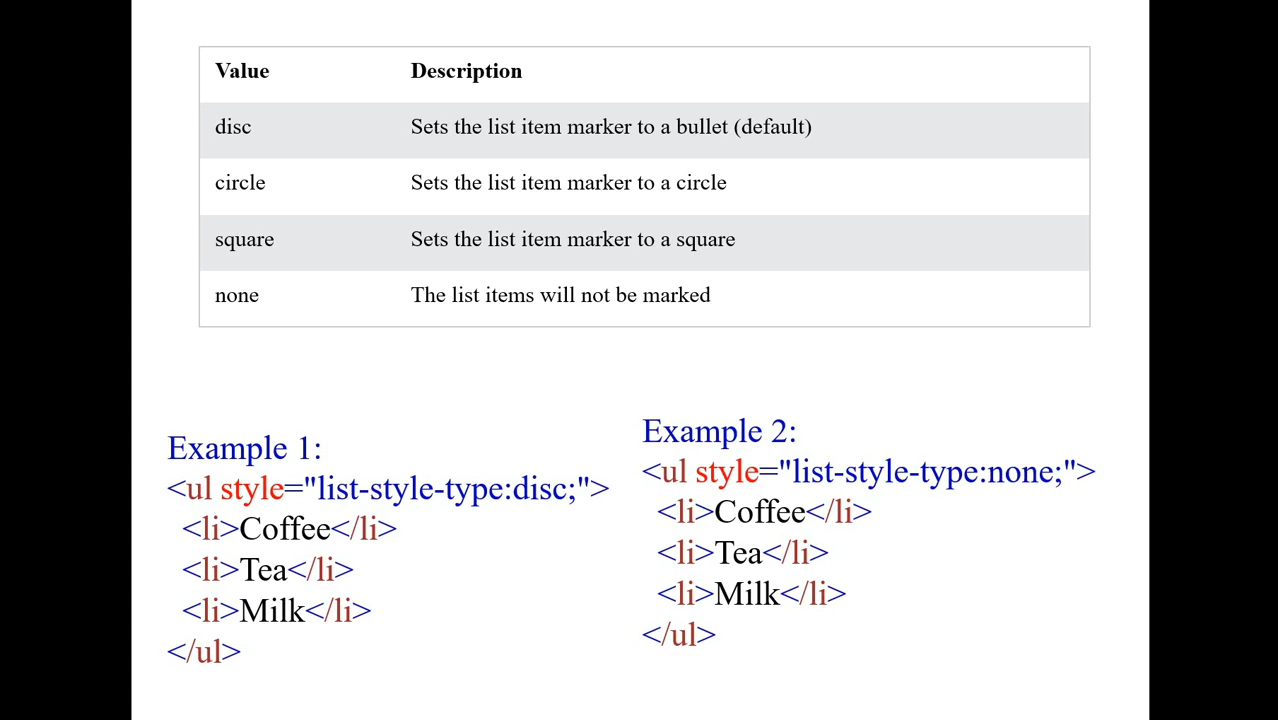 Value Description
disc Sets the list item marker to a bullet (default)
circle Sets the list item marker to a circle
square Sets the list item marker to a square
none The list items will not be marked
Example 1:
<ul style="list-style-type:disc;">
<li>Coffee</li>
<li>Tea</li>
<li>Milk</li>
</ul>
Example 2:
<ul style="list-style-type:none;">
<li>Coffee</li>
<li>Tea</li>
<li>Milk</li>
</ul>